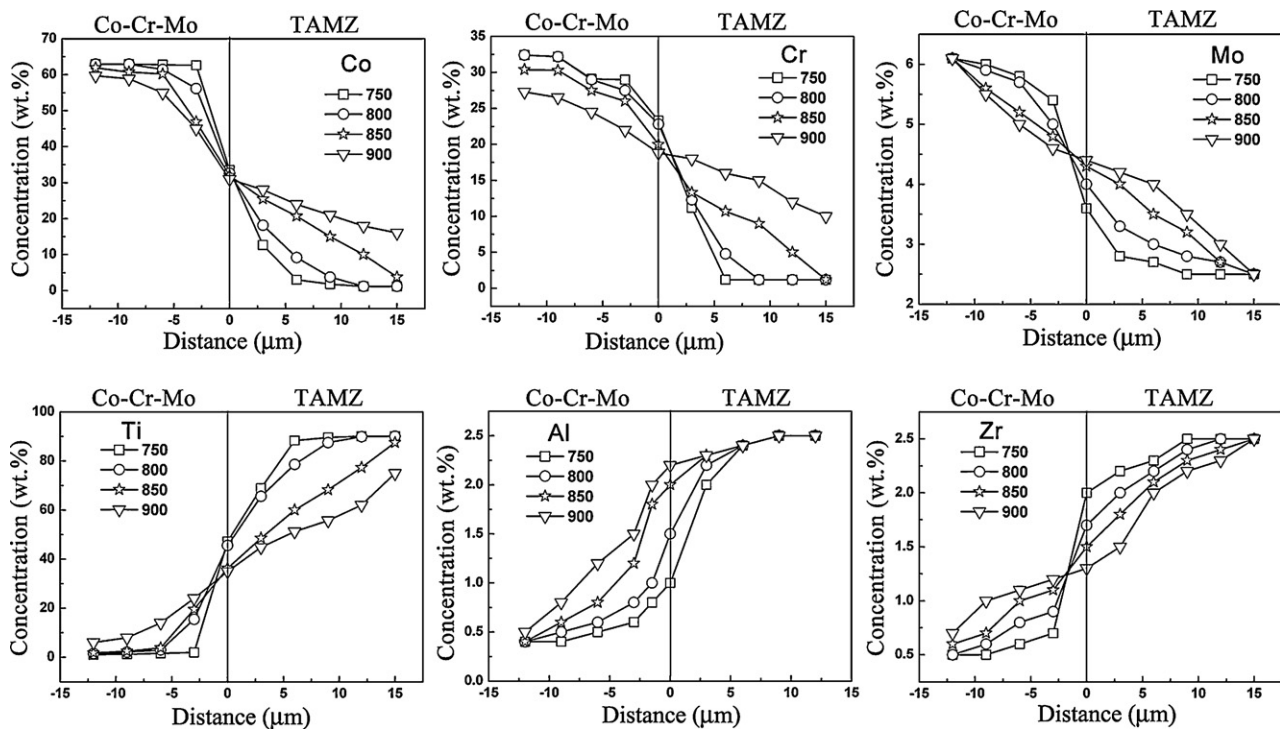 Co-Cr-Mo TAMZ
Co
750
800
850
900
70
60
50
40
30
20
10
0
-15 -10 -5 0 5 10 15
Concentration (wt.%)
Distance (μm)
Co-Cr-Mo TAMZ
Cr
750
800
850
900
35
30
25
20
15
10
5
0
-15 -10 -5 0 5 10 15
Concentration (wt.%)
Distance (μm)
Co-Cr-Mo TAMZ
Mo
750
800
850
900
6
5
4
3
2
-15 -10 -5 0 5 10 15
Concentration (wt.%)
Distance (μm)
Co-Cr-Mo TAMZ
Ti
750
800
850
900
100
80
60
40
20
0
-15 -10 -5 0 5 10 15
Concentration (wt.%)
Distance (μm)
Co-Cr-Mo TAMZ
Al
750
800
850
900
2.5
2.0
1.5
1.0
0.5
0.0
-15 -10 -5 0 5 10 15
Concentration (wt.%)
Distance (μm)
Co-Cr-Mo TAMZ
Zr
750
800
850
900
2.5
2.0
1.5
1.0
0.5
-15 -10 -5 0 5 10 15
Concentration (wt.%)
Distance (μm)